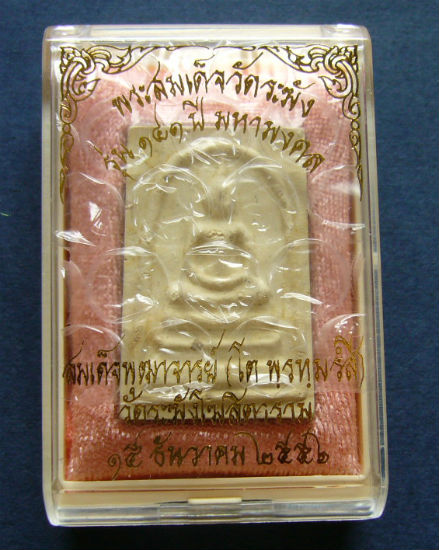 พระสมเด็จวัดระฆัง
รุ่น ๑๔๑ ปี มหามงคล
สมเด็จพุฒาจารย์ (โต พฺรหฺมรํสี)
วัดระฆังโฆสิตาราม
๑๕ ธันวาคม ๒๕๕๒